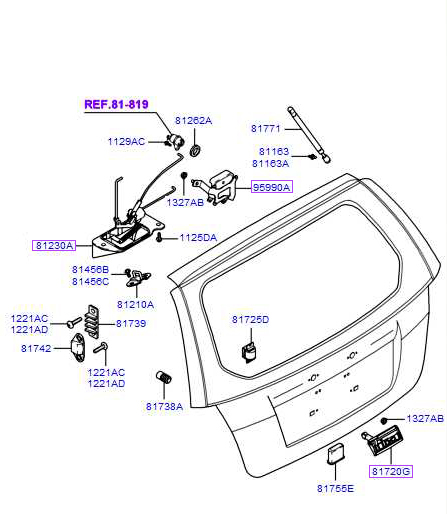 REF.81-819
81262A
81771
1129AC
81163
81163A
95990A
1327AB
81230A
1125DA
81456B
81456C
81210A
1221AC
1221AD
81739
81725D
81742
1221AC
1221AD
81738A
1327AB
81720G
81755E